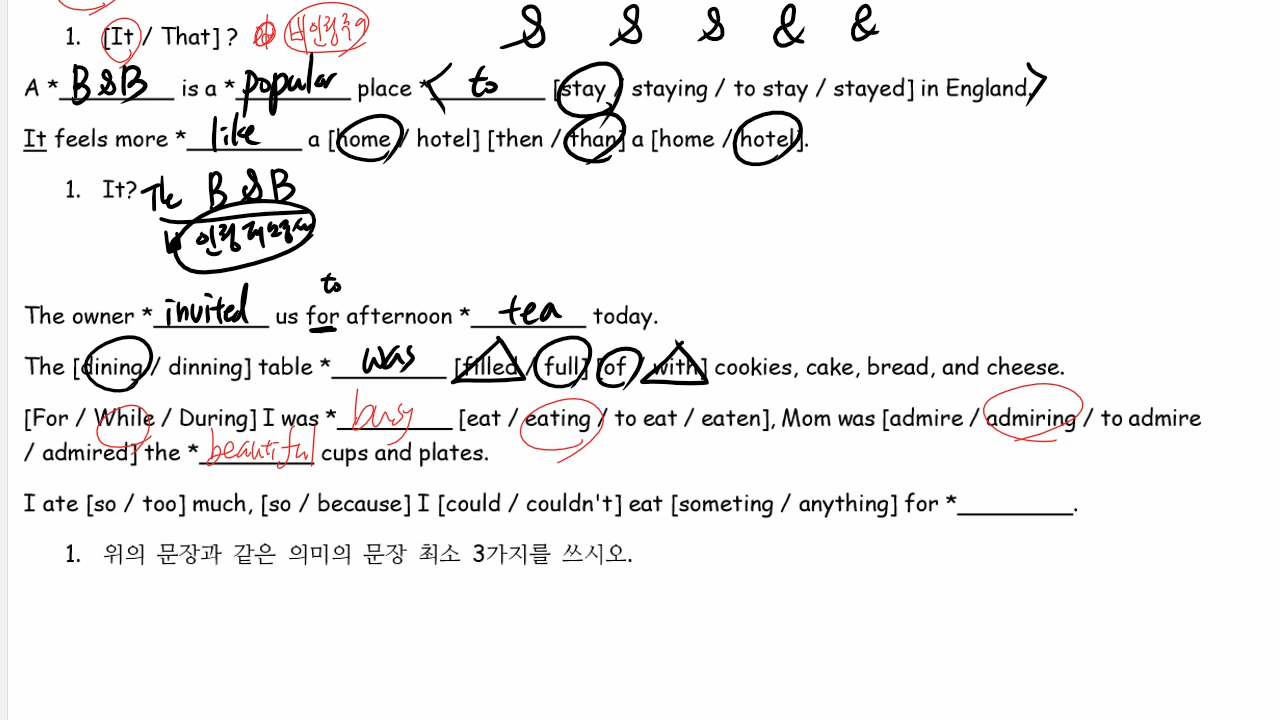 S S S & &
1. [It / That]? 비인칭주어
A * B&B is a * popular place * < to [stay / staying / to stay / stayed] in England.>
It feels more * like a [home / hotel] [then / than] a [home / hotel].
1. It? The B&B
인칭대명사
to
The owner * invited us for afternoon * tea today.
The [dining / dinning] table * was [filled / full] [of / with] cookies, cake, bread, and cheese.
[For / While / During] I was * busy [eat / eating / to eat / eaten], Mom was [admire / admiring / to admire
/ admired] the * beautiful cups and plates.
I ate [so / too] much, [so / because] I [could / couldn't] eat [someting / anything] for *__________.
1. 위의 문장과 같은 의미의 문장 최소 3가지를 쓰시오.